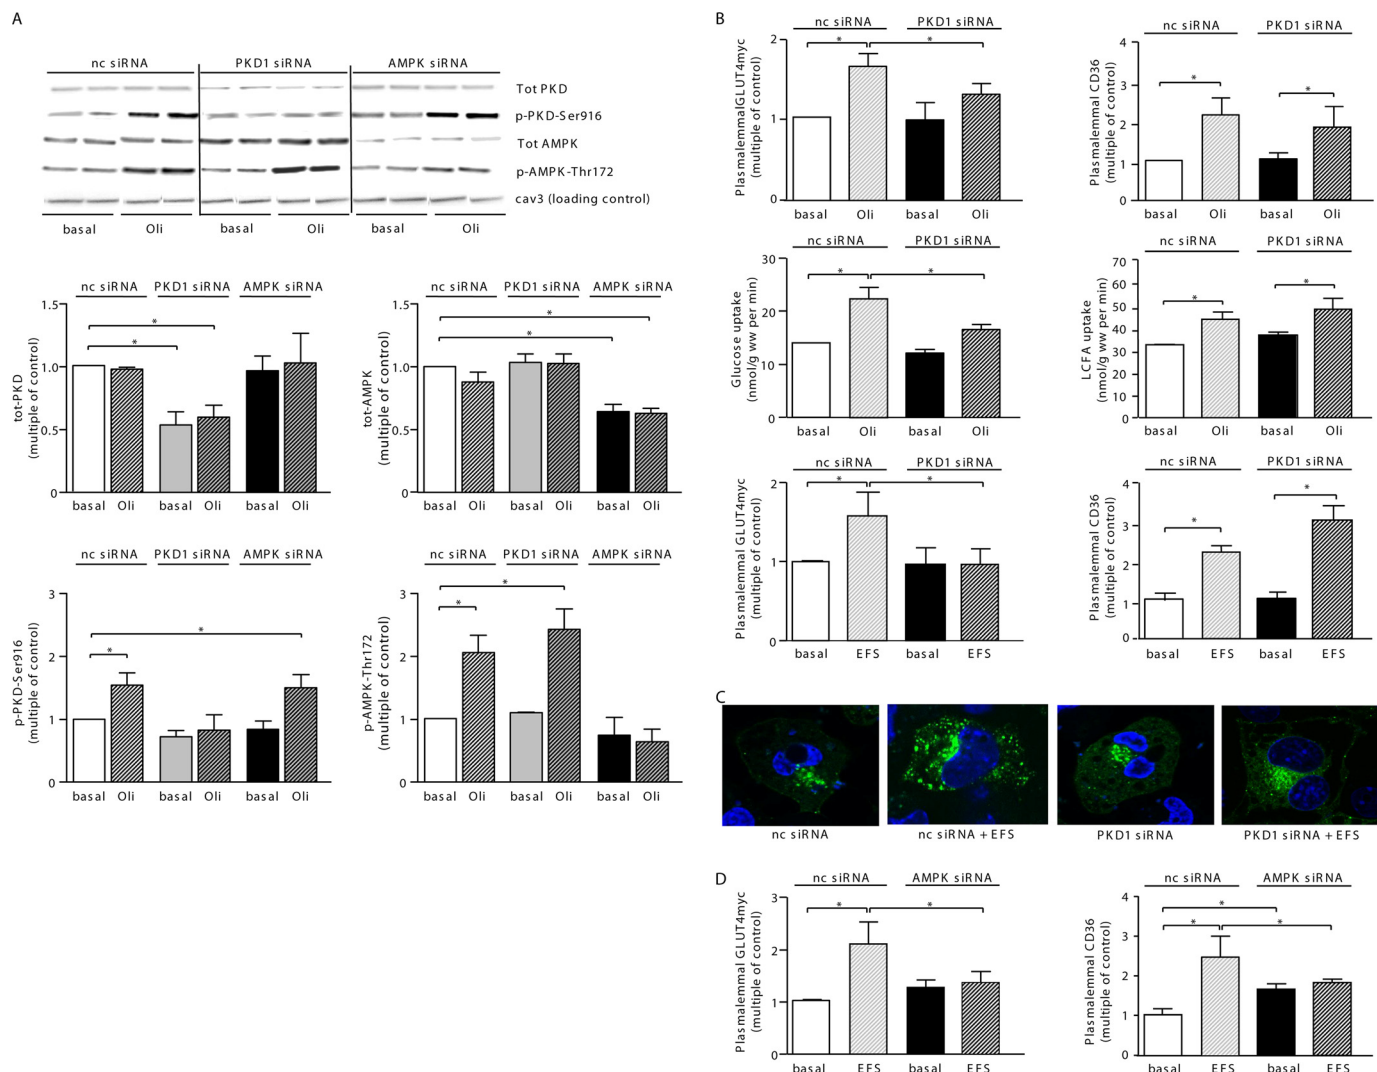 A
nc siRNA PKD1 siRNA AMPK siRNA
Tot PKD
p-PKD-Ser916
Tot AMPK
p-AMPK-Thr172
cav3 (loading control)
basal Oli basal Oli basal Oli
nc siRNA PKD1 siRNA AMPK siRNA
tot-PKD
(multiple of control)
1.5
1.0
0.5
0
* *
basal Oli basal Oli basal Oli
nc siRNA PKD1 siRNA AMPK siRNA
tot-AMPK
(multiple of control)
1.5
1.0
0.5
0
* *
basal Oli basal Oli basal Oli
nc siRNA PKD1 siRNA AMPK siRNA
p-PKD-Ser916
(multiple of control)
3
2
1
0
* *
basal Oli basal Oli basal Oli
nc siRNA PKD1 siRNA AMPK siRNA
p-AMPK-Thr172
(multiple of control)
3
2
1
0
* *
basal Oli basal Oli basal Oli
B
nc siRNA PKD1 siRNA
PlasmalemmalGLUT4myc
(multiple of control)
2
1
0
* *
basal Oli basal Oli
nc siRNA PKD1 siRNA
Plasmalemmal CD36
(multiple of control)
4
3
2
1
0
* *
basal Oli basal Oli
nc siRNA PKD1 siRNA
Glucose uptake
(nmol/g ww per min)
30
20
10
0
* *
basal Oli basal Oli
nc siRNA PKD1 siRNA
LCFA uptake
(nmol/g ww per min)
70
60
50
40
30
20
10
0
* *
basal Oli basal Oli
nc siRNA PKD1 siRNA
Plasmalemmal GLUT4myc
(multiple of control)
2
1
0
* *
basal EFS basal EFS
nc siRNA PKD1 siRNA
Plasmalemmal CD36
(multiple of control)
4
3
2
1
0
* *
basal EFS basal EFS
C
nc siRNA nc siRNA + EFS PKD1 siRNA PKD1 siRNA + EFS
D
nc siRNA AMPK siRNA
Plasmalemmal GLUT4myc
(multiple of control)
3
2
1
0
* *
basal EFS basal EFS
nc siRNA AMPK siRNA
Plasmalemmal CD36
(multiple of control)
4
3
2
1
0
* * *
basal EFS basal EFS